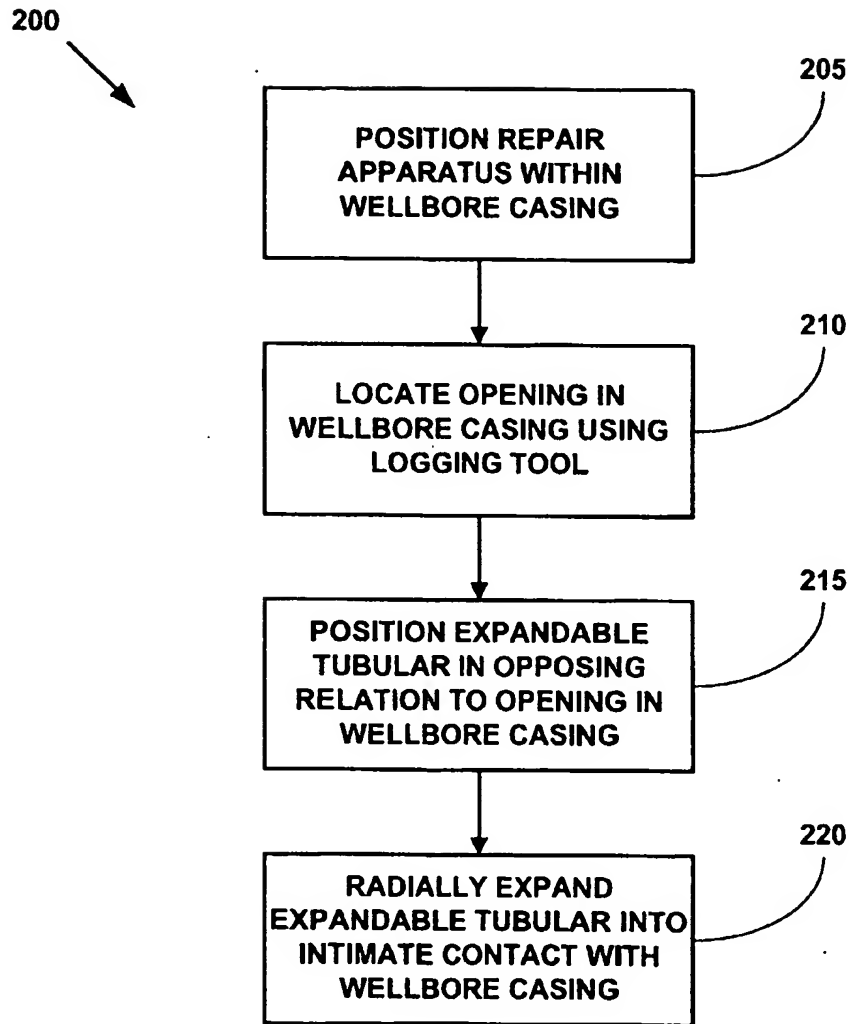 200
205
POSITION REPAIR
APPARATUS WITHIN
WELLBORE CASING
210
LOCATE OPENING IN
WELLBORE CASING USING
LOGGING TOOL
215
POSITION EXPANDABLE
TUBULAR IN OPPOSING
RELATION TO OPENING IN
WELLBORE CASING
220
RADIALLY EXPAND
EXPANDABLE TUBULAR INTO
INTIMATE CONTACT WITH
WELLBORE CASING